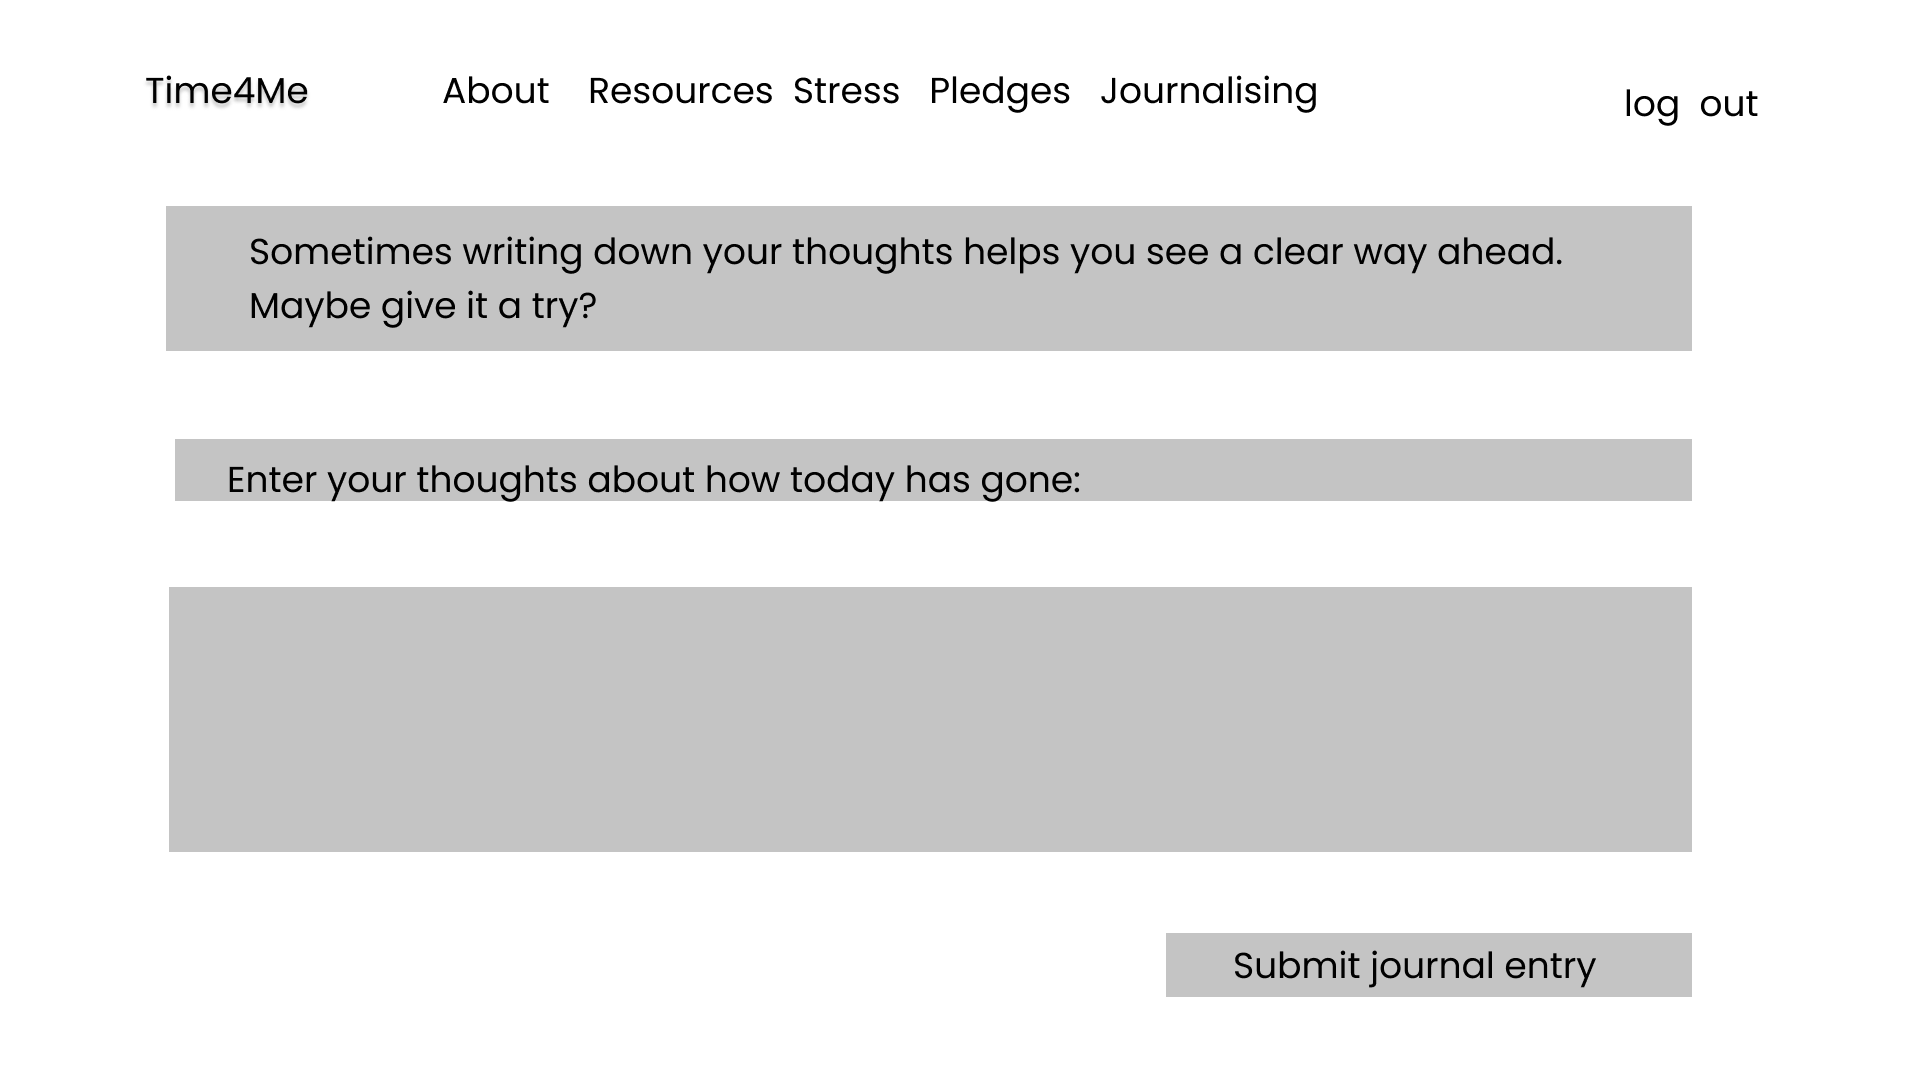 Time4Me About Resources Stress Pledges Journalising log out
Sometimes writing down your thoughts helps you see a clear way ahead.
Maybe give it a try?
Enter your thoughts about how today has gone:
Submit journal entry